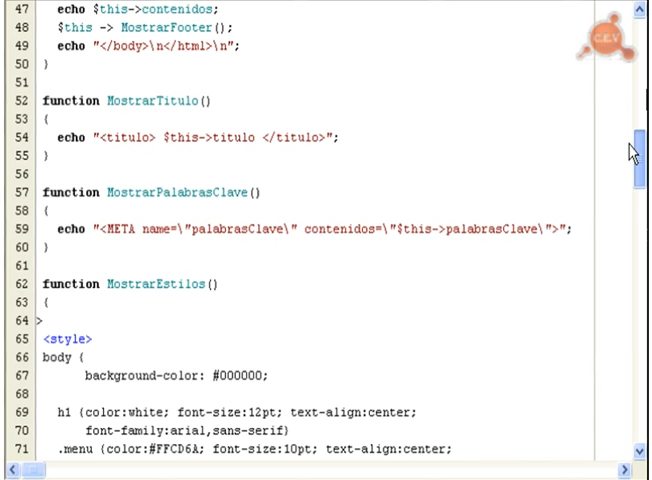 47 echo $this->contenidos;
48 $this -> MostrarFooter();
49 echo "</body>\n</html>\n";
50 }
51
52 function MostrarTitulo()
53 {
54 echo "<titulo> $this->titulo </titulo>";
55 }
56
57 function MostrarPalabrasClave()
58 {
59 echo "<META name=\"palabrasClave\" contenidos=\"$this->palabrasClave\">";
60 }
61
62 function MostrarEstilos()
63 {
64 >
65 <style>
66 body {
67 background-color: #000000;
68
69 h1 {color:white; font-size:12pt; text-align:center;
70 font-family:arial,sans-serif}
71 .menu {color:#FFCD6A; font-size:10pt; text-align:center;
C.E.V